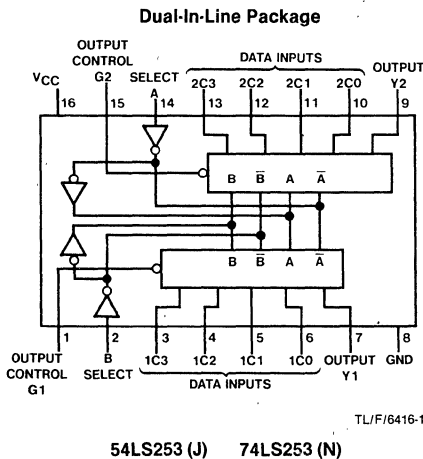 Dual-In-Line Package
OUTPUT CONTROL G2
SELECT A
DATA INPUTS
OUTPUT Y2
VCC
2C3 2C2 2C1 2C0
16 15 14 13 12 11 10 9
B B̅ A A̅
B B̅ A A̅
1 2 3 4 5 6 7 8
OUTPUT CONTROL G1
B SELECT
1C3 1C2 1C1 1C0
OUTPUT Y1
GND
DATA INPUTS
TL/F/6416-1
54LS253 (J) 74LS253 (N)